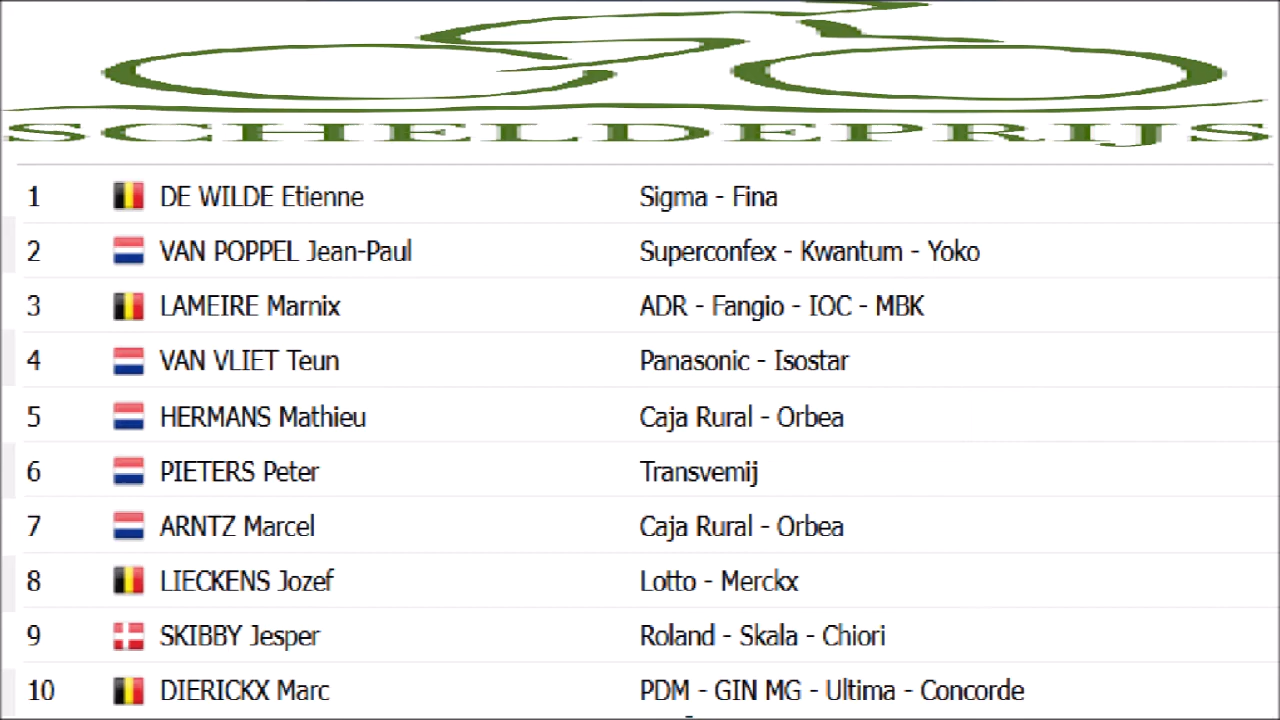 SCHELDEPRIJS
1 DE WILDE Etienne Sigma - Fina
2 VAN POPPEL Jean-Paul Superconfex - Kwantum - Yoko
3 LAMEIRE Marnix ADR - Fangio - IOC - MBK
4 VAN VLIET Teun Panasonic - Isostar
5 HERMANS Mathieu Caja Rural - Orbea
6 PIETERS Peter Transvemij
7 ARNTZ Marcel Caja Rural - Orbea
8 LIECKENS Jozef Lotto - Merckx
9 SKIBBY Jesper Roland - Skala - Chiori
10 DIERICKX Marc PDM - GIN MG - Ultima - Concorde